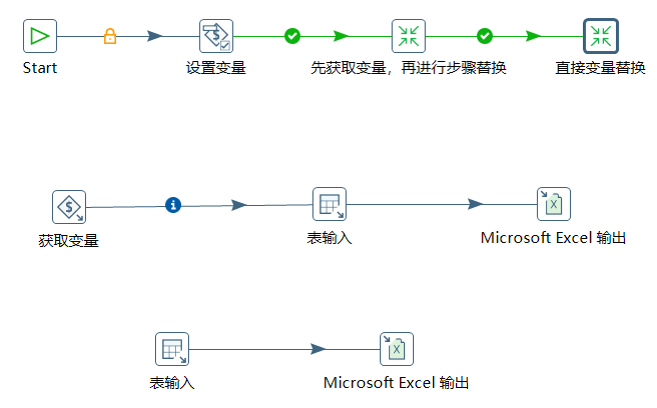 Start
设置变量
先获取变量，再进行步骤替换
直接变量替换
获取变量
表输入
Microsoft Excel 输出
表输入
Microsoft Excel 输出